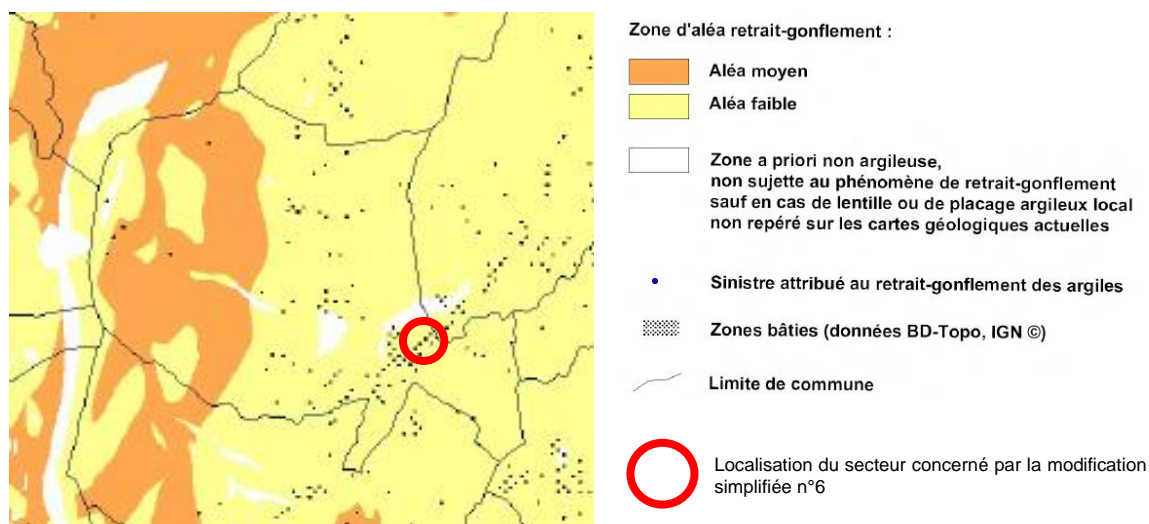 Zone d'aléa retrait-gonflement :
Aléa moyen
Aléa faible
Zone a priori non argileuse,
non sujette au phénomène de retrait-gonflement
sauf en cas de lentille ou de placage argileux local
non repéré sur les cartes géologiques actuelles
Sinistre attribué au retrait-gonflement des argiles
Zones bâties (données BD-Topo, IGN ©)
Limite de commune
Localisation du secteur concerné par la modification
simplifiée n°6